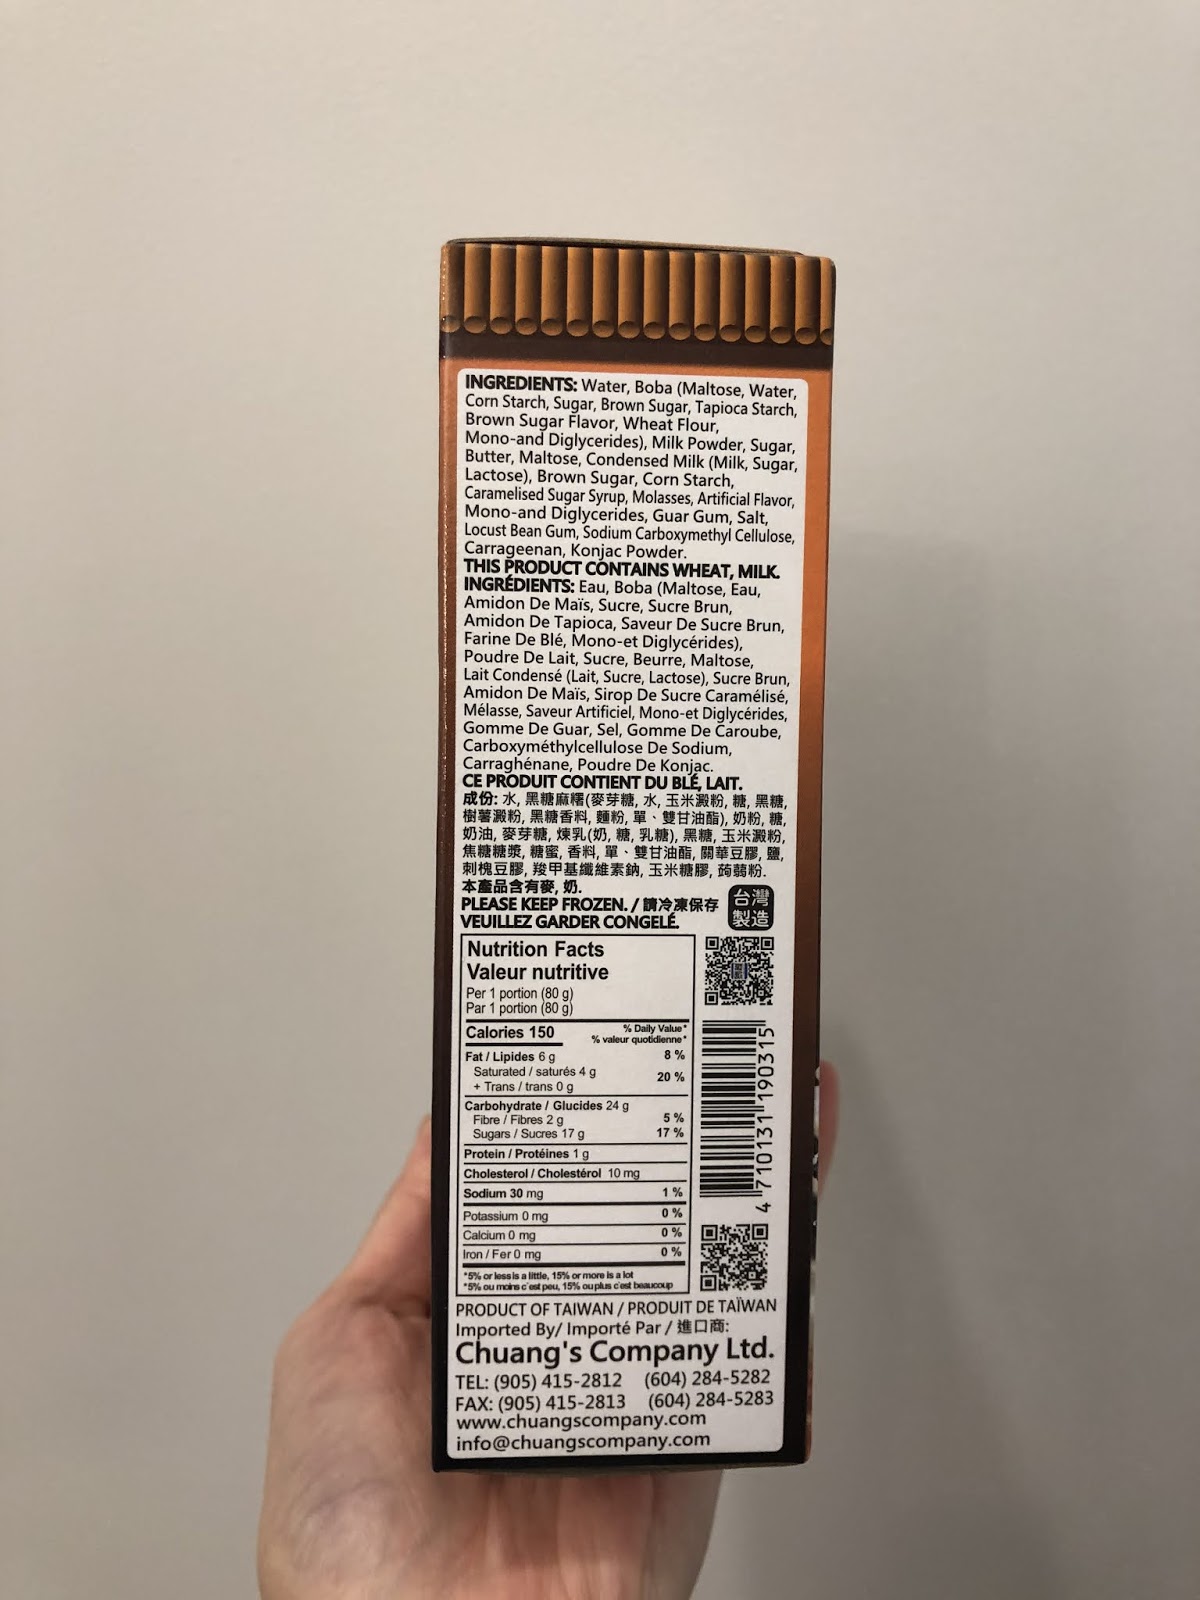 INGREDIENTS: Water, Boba (Maltose, Water,
Corn Starch, Sugar, Brown Sugar, Tapioca Starch,
Brown Sugar Flavor, Wheat Flour,
Mono-and Diglycerides), Milk Powder, Sugar,
Butter, Maltose, Condensed Milk (Milk, Sugar,
Lactose), Brown Sugar, Corn Starch,
Caramelised Sugar Syrup, Molasses, Artificial Flavor,
Mono-and Diglycerides, Guar Gum, Salt,
Locust Bean Gum, Sodium Carboxymethyl Cellulose,
Carrageenan, Konjac Powder.
THIS PRODUCT CONTAINS WHEAT, MILK.
INGRÉDIENTS: Eau, Boba (Maltose, Eau,
Amidon De Maïs, Sucre, Sucre Brun,
Amidon De Tapioca, Saveur De Sucre Brun,
Farine De Blé, Mono-et Diglycérides),
Poudre De Lait, Sucre, Beurre, Maltose,
Lait Condensé (Lait, Sucre, Lactose), Sucre Brun,
Amidon De Maïs, Sirop De Sucre Caramélisé,
Mélasse, Saveur Artificiel, Mono-et Diglycérides,
Gomme De Guar, Sel, Gomme De Caroube,
Carboxyméthylcellulose De Sodium,
Carraghénane, Poudre De Konjac.
CE PRODUIT CONTIENT DU BLÉ, LAIT.
成份: 水, 黑糖麻糬(麥芽糖, 水, 玉米澱粉, 糖, 黑糖,
樹薯澱粉, 黑糖香料, 麵粉, 單、雙甘油酯), 奶粉, 糖,
奶油, 麥芽糖, 煉乳(奶, 糖, 乳糖), 黑糖, 玉米澱粉,
焦糖糖漿, 糖蜜, 香料, 單、雙甘油酯, 關華豆膠, 鹽,
刺槐豆膠, 羧甲基纖維素鈉, 玉米糖膠, 蒟蒻粉.
本產品含有麥, 奶.
PLEASE KEEP FROZEN. / 請冷凍保存
VEUILLEZ GARDER CONGELÉ.
台灣
製造
Nutrition Facts
Valeur nutritive
Per 1 portion (80 g)
Par 1 portion (80 g)
Calories 150 % Daily Value*
% valeur quotidienne*
Fat / Lipides 6 g 8 %
Saturated / saturés 4 g
+ Trans / trans 0 g 20 %
Carbohydrate / Glucides 24 g
Fibre / Fibres 2 g 5 %
Sugars / Sucres 17 g 17 %
Protein / Protéines 1 g
Cholesterol / Cholestérol 10 mg
Sodium 30 mg 1 %
Potassium 0 mg 0 %
Calcium 0 mg 0 %
Iron / Fer 0 mg 0 %
*5% or less is a little, 15% or more is a lot
*5% ou moins c'est peu, 15% ou plus c'est beaucoup
4 710131 190315
PRODUCT OF TAIWAN / PRODUIT DE TAÏWAN
Imported By/ Importé Par / 進口商:
Chuang's Company Ltd.
TEL: (905) 415-2812 (604) 284-5282
FAX: (905) 415-2813 (604) 284-5283
www.chuangscompany.com
info@chuangscompany.com